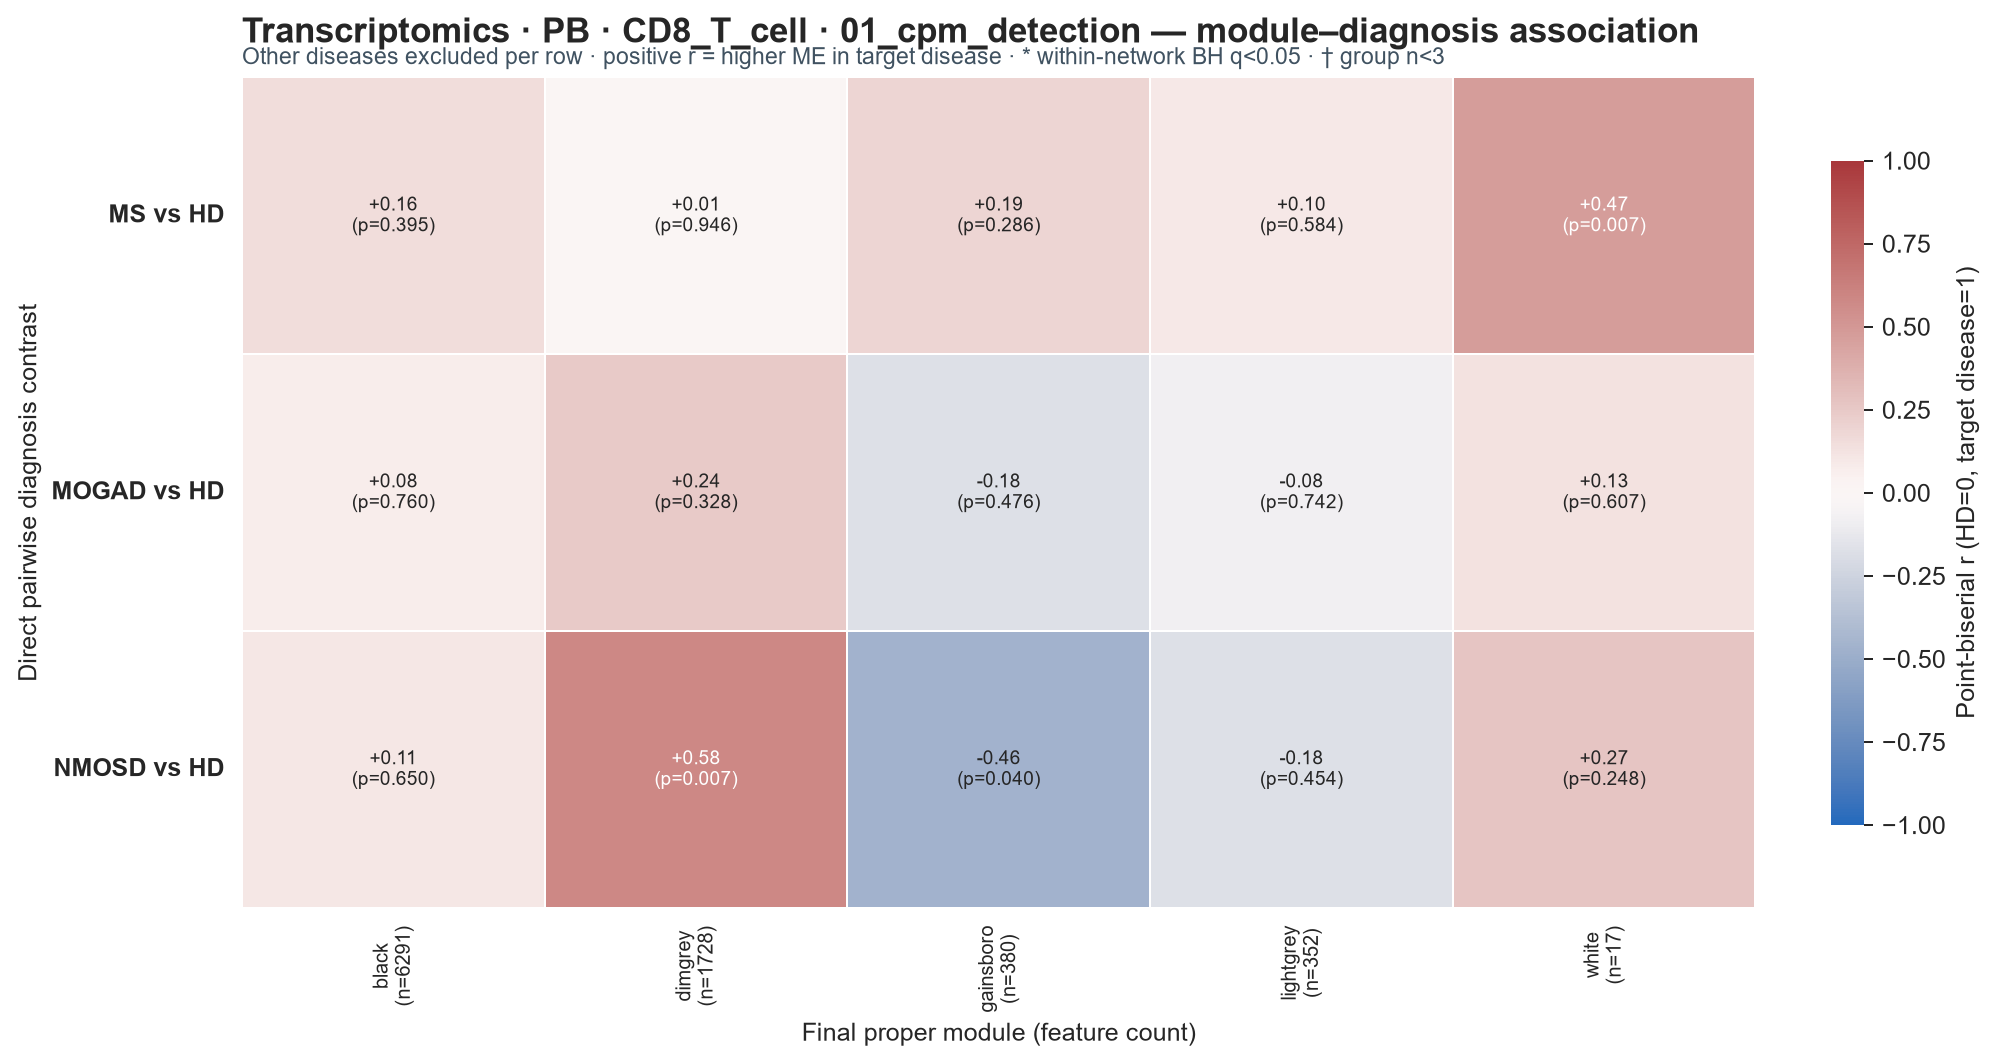 Transcriptomics · PB · CD8_T_cell · 01_cpm_detection — module–diagnosis association
Other diseases excluded per row · positive r = higher ME in target disease · * within-network BH q<0.05 · † group n<3
Direct pairwise diagnosis contrast
MS vs HD
+0.16
(p=0.395)
+0.01
(p=0.946)
+0.19
(p=0.286)
+0.10
(p=0.584)
+0.47
(p=0.007)
MOGAD vs HD
+0.08
(p=0.760)
+0.24
(p=0.328)
-0.18
(p=0.476)
-0.08
(p=0.742)
+0.13
(p=0.607)
NMOSD vs HD
+0.11
(p=0.650)
+0.58
(p=0.007)
-0.46
(p=0.040)
-0.18
(p=0.454)
+0.27
(p=0.248)
black
(n=6291)
dimgrey
(n=1728)
gainsboro
(n=380)
lightgrey
(n=352)
white
(n=17)
Final proper module (feature count)
1.00
0.75
0.50
0.25
0.00
−0.25
−0.50
−0.75
−1.00
Point-biserial r (HD=0, target disease=1)